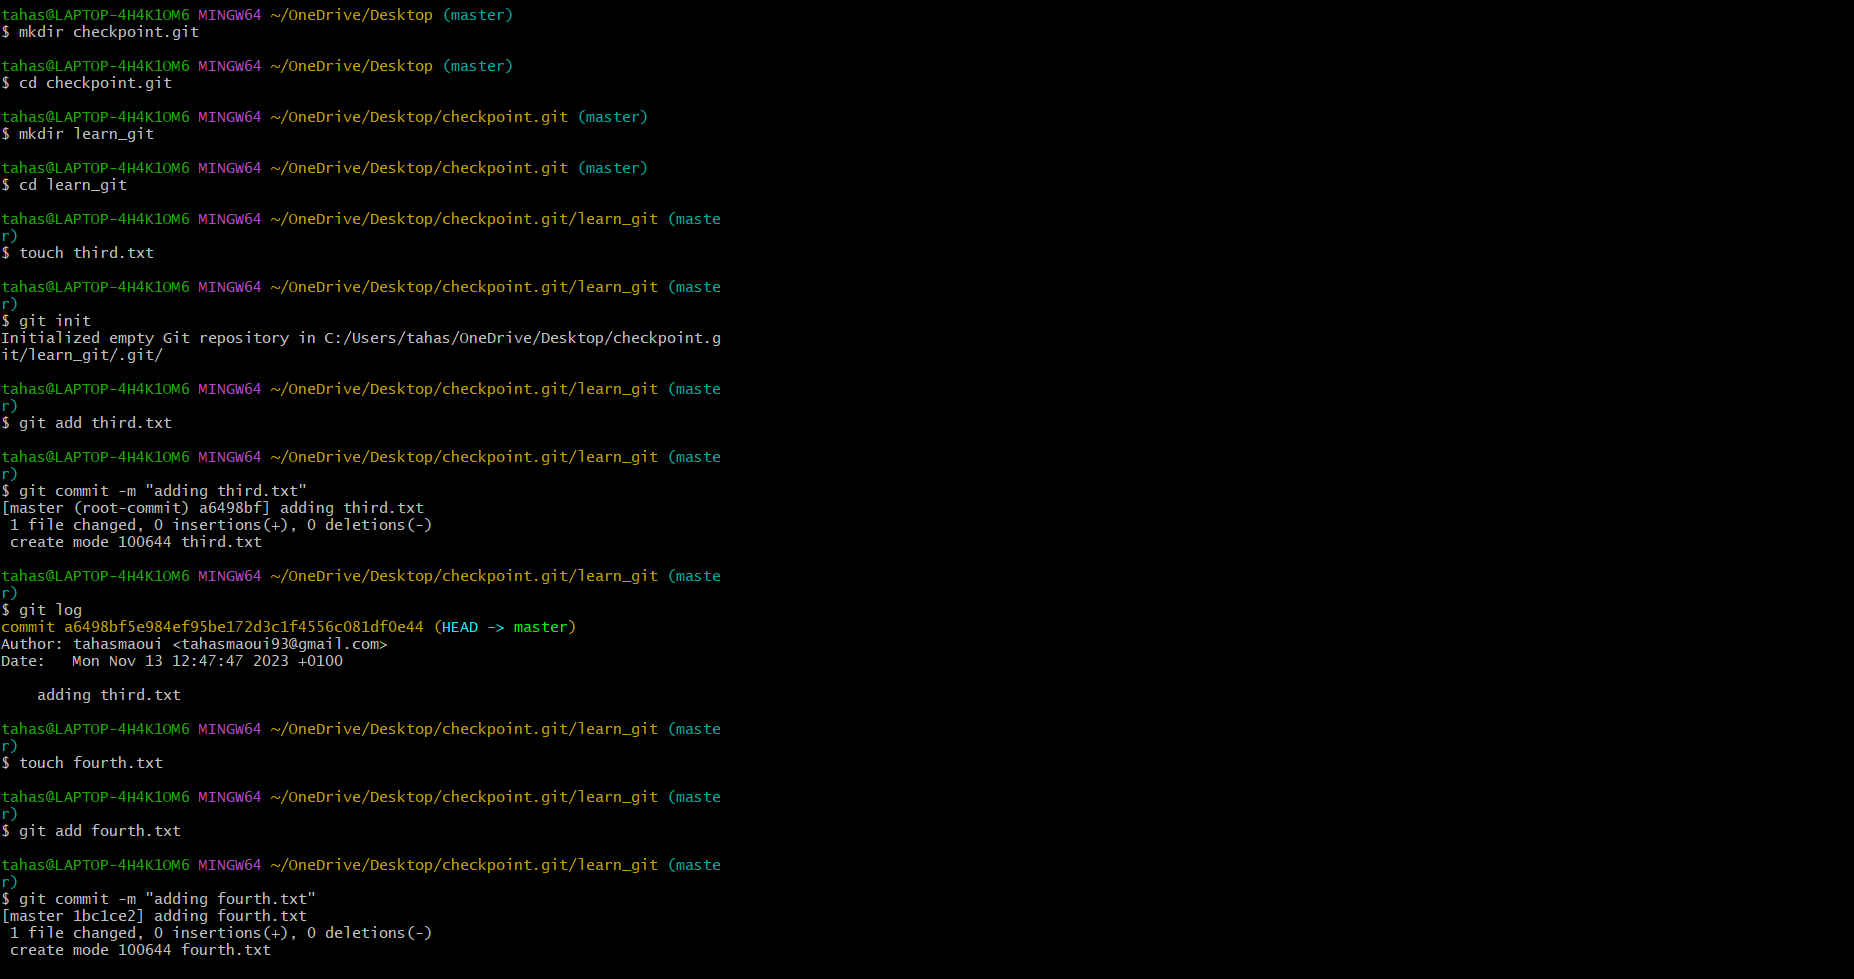 tahas@LAPTOP-4H4K1OM6 MINGW64 ~/OneDrive/Desktop (master)
$ mkdir checkpoint.git
tahas@LAPTOP-4H4K1OM6 MINGW64 ~/OneDrive/Desktop (master)
$ cd checkpoint.git
tahas@LAPTOP-4H4K1OM6 MINGW64 ~/OneDrive/Desktop/checkpoint.git (master)
$ mkdir learn_git
tahas@LAPTOP-4H4K1OM6 MINGW64 ~/OneDrive/Desktop/checkpoint.git (master)
$ cd learn_git
tahas@LAPTOP-4H4K1OM6 MINGW64 ~/OneDrive/Desktop/checkpoint.git/learn_git (maste
r)
$ touch third.txt
tahas@LAPTOP-4H4K1OM6 MINGW64 ~/OneDrive/Desktop/checkpoint.git/learn_git (maste
r)
$ git init
Initialized empty Git repository in C:/Users/tahas/OneDrive/Desktop/checkpoint.g
it/learn_git/.git/
tahas@LAPTOP-4H4K1OM6 MINGW64 ~/OneDrive/Desktop/checkpoint.git/learn_git (maste
r)
$ git add third.txt
tahas@LAPTOP-4H4K1OM6 MINGW64 ~/OneDrive/Desktop/checkpoint.git/learn_git (maste
r)
$ git commit -m "adding third.txt"
[master (root-commit) a6498bf] adding third.txt
 1 file changed, 0 insertions(+), 0 deletions(-)
 create mode 100644 third.txt
tahas@LAPTOP-4H4K1OM6 MINGW64 ~/OneDrive/Desktop/checkpoint.git/learn_git (maste
r)
$ git log
commit a6498bf5e984ef95be172d3c1f4556c081df0e44 (HEAD -> master)
Author: tahasmaoui <tahasmaoui93@gmail.com>
Date:   Mon Nov 13 12:47:47 2023 +0100
    adding third.txt
tahas@LAPTOP-4H4K1OM6 MINGW64 ~/OneDrive/Desktop/checkpoint.git/learn_git (maste
r)
$ touch fourth.txt
tahas@LAPTOP-4H4K1OM6 MINGW64 ~/OneDrive/Desktop/checkpoint.git/learn_git (maste
r)
$ git add fourth.txt
tahas@LAPTOP-4H4K1OM6 MINGW64 ~/OneDrive/Desktop/checkpoint.git/learn_git (maste
r)
$ git commit -m "adding fourth.txt"
[master 1bc1ce2] adding fourth.txt
 1 file changed, 0 insertions(+), 0 deletions(-)
 create mode 100644 fourth.txt